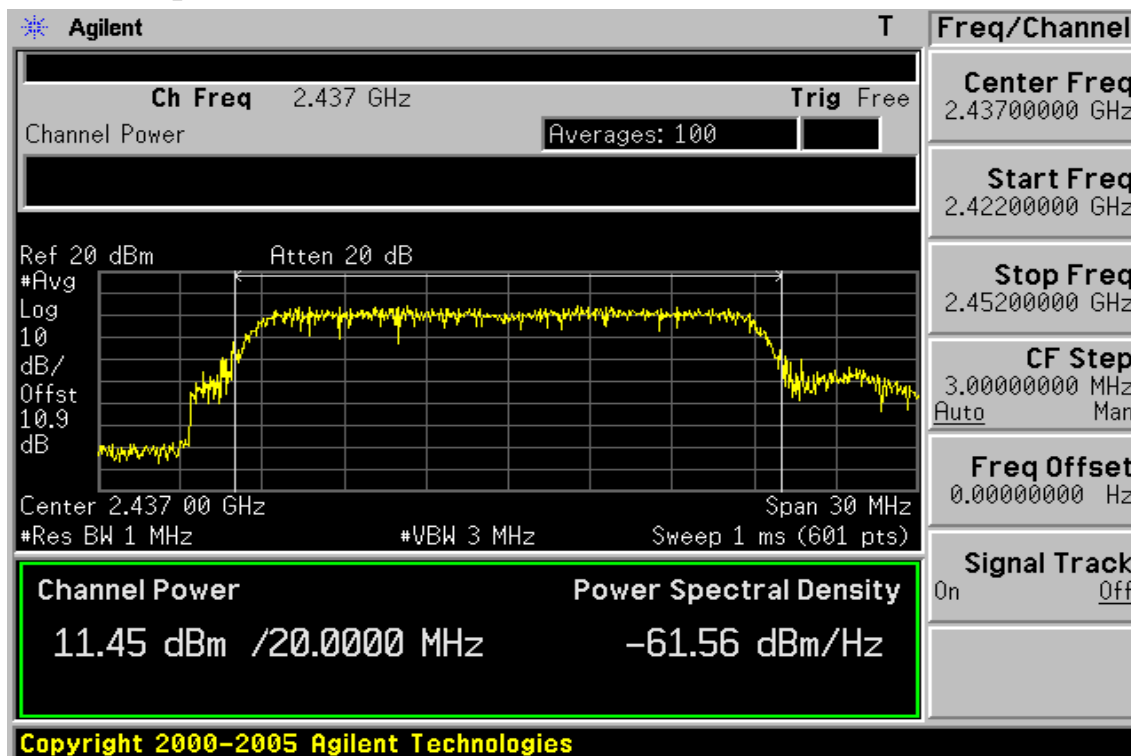 Agilent T
Freq/Channel
Ch Freq 2.437 GHz Trig Free
Channel Power Averages: 100
Ref 20 dBm Atten 20 dB
#Avg
Log
10
dB/
Offst
10.9
dB
Center 2.437 00 GHz Span 30 MHz
#Res BW 1 MHz #VBW 3 MHz Sweep 1 ms (601 pts)
Channel Power Power Spectral Density
11.45 dBm /20.0000 MHz -61.56 dBm/Hz
Center Freq
2.43700000 GHz
Start Freq
2.42200000 GHz
Stop Freq
2.45200000 GHz
CF Step
3.00000000 MHz
Auto Man
Freq Offset
0.00000000 Hz
Signal Track
On Off
Copyright 2000-2005 Agilent Technologies